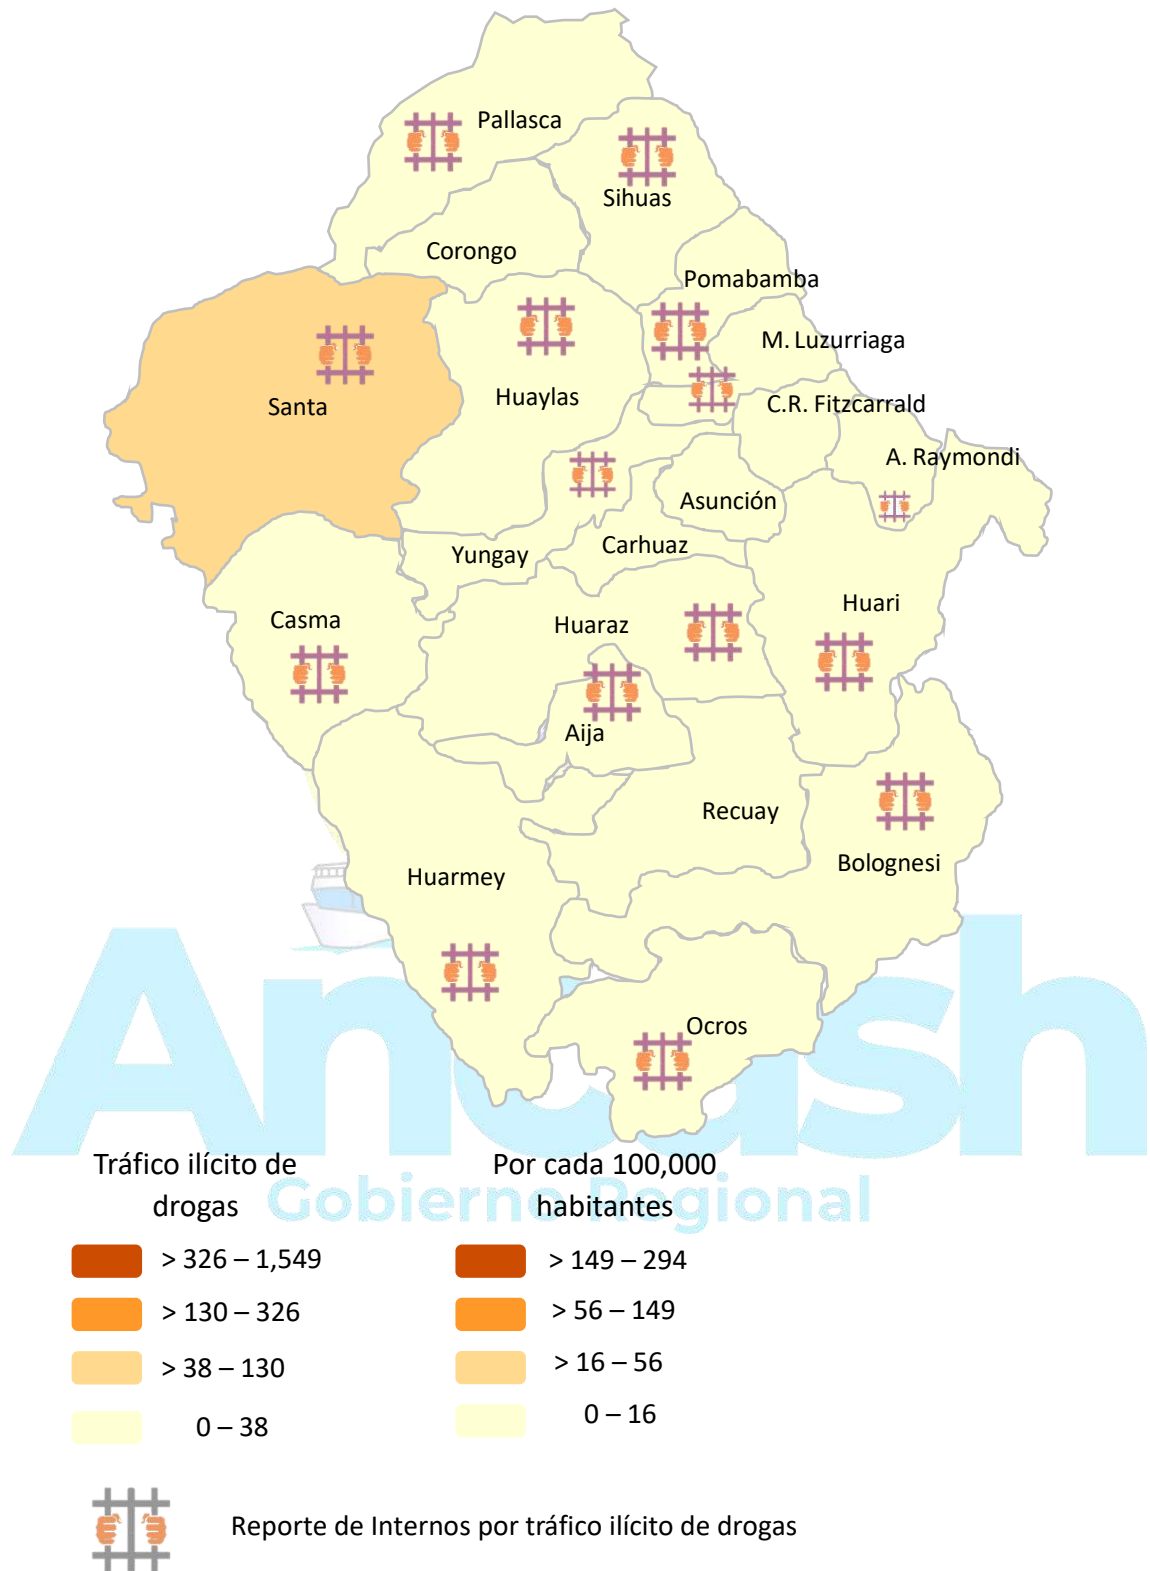 Pallasca
Sihuas
Corongo
Pomabamba
M. Luzurriaga
Huaylas
Santa
C.R. Fitzcarrald
A. Raymondi
Asunción
Yungay
Carhuaz
Huari
Casma
Huaraz
Aija
Recuay
Bolognesi
Huarmey
Ocros
Ancash
Gobierno Regional
Tráfico ilícito de
drogas
> 326 – 1,549
> 130 – 326
> 38 – 130
0 – 38
Por cada 100,000
habitantes
> 149 – 294
> 56 – 149
> 16 – 56
0 – 16
Reporte de Internos por tráfico ilícito de drogas